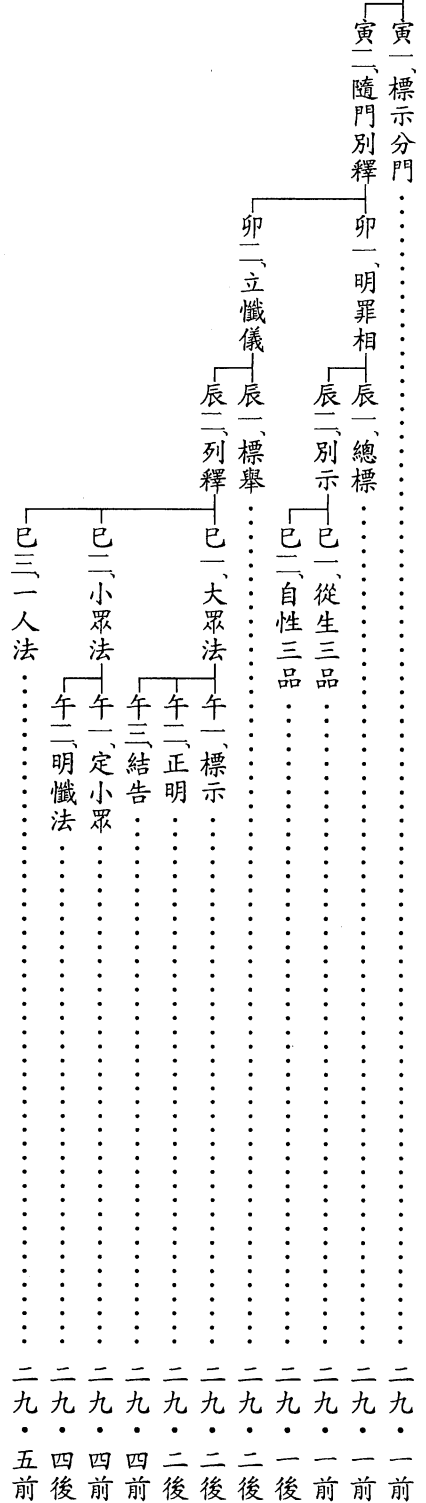 寅一、標示分門……二九・一前
寅二、隨門別釋 卯一、明罪相 辰一、總標……二九・一前
辰二、別示 巳一、從生三品……二九・一前
巳二、自性三品……二九・一後
卯二、立懺儀 辰一、標舉……二九・二後
辰二、列釋 巳一、大眾法 午一、標示……二九・二後
午二、正明……二九・二後
午三、結告……二九・四前
巳二、小眾法 午一、定小眾……二九・四前
午二、明懺法……二九・四後
巳三、一人法……二九・五前